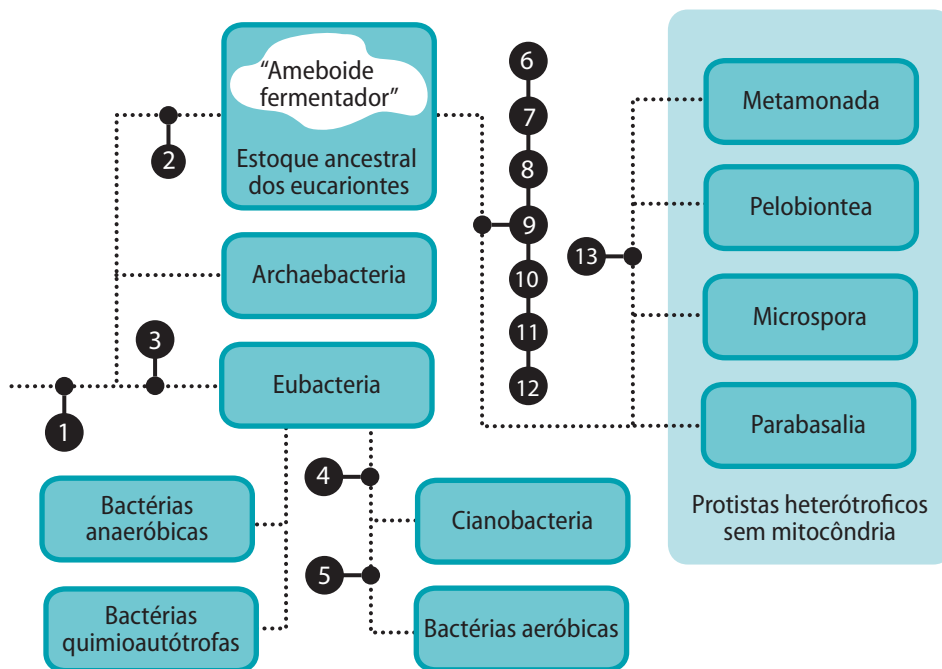 “Ameboide
fermentador”
Estoque ancestral
dos eucariontes
2
Archaebacteria
3
Eubacteria
1
4
5
Bactérias
anaeróbicas
Bactérias
quimioautótrofas
Cianobacteria
Bactérias aeróbicas
6
7
8
9
10
11
12
13
Metamonada
Pelobiontea
Microspora
Parabasalia
Protistas heterótroficos
sem mitocôndria